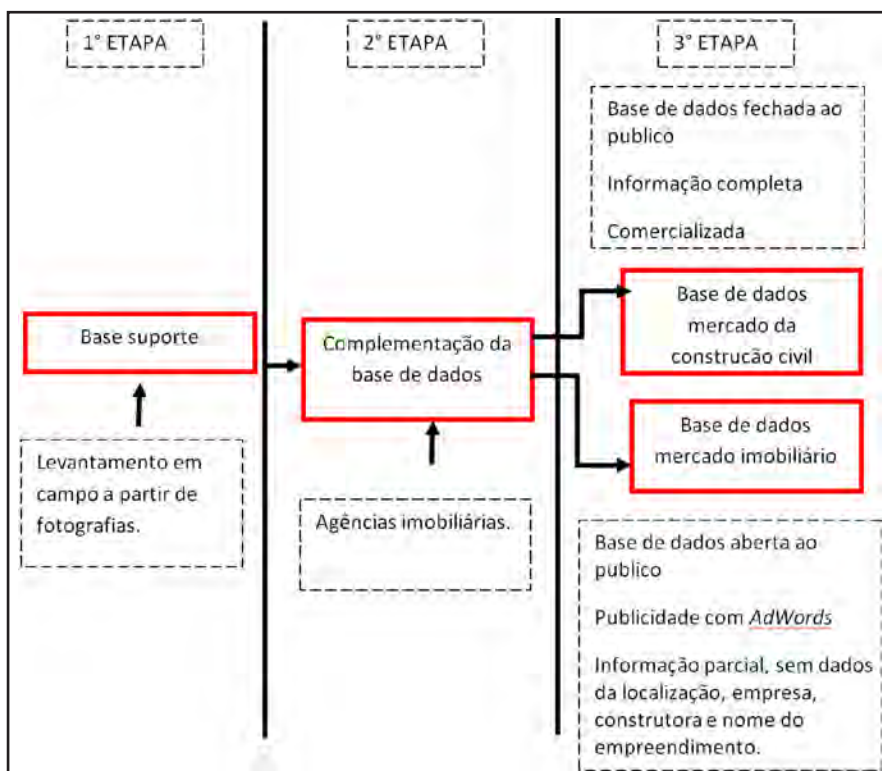 1° ETAPA
2° ETAPA
3° ETAPA
Base de dados fechada ao
publico
Informação completa
Comercializada
Base suporte
Complementação da
base de dados
Base de dados
mercado da
construcão civil
Base de dados
mercado imobiliário
Levantamento em
campo a partir de
fotografias.
Agências imobiliárias.
Base de dados aberta ao
publico
Publicidade com AdWords
Informação parcial, sem dados
da localização, empresa,
construtora e nome do
empreendimento.